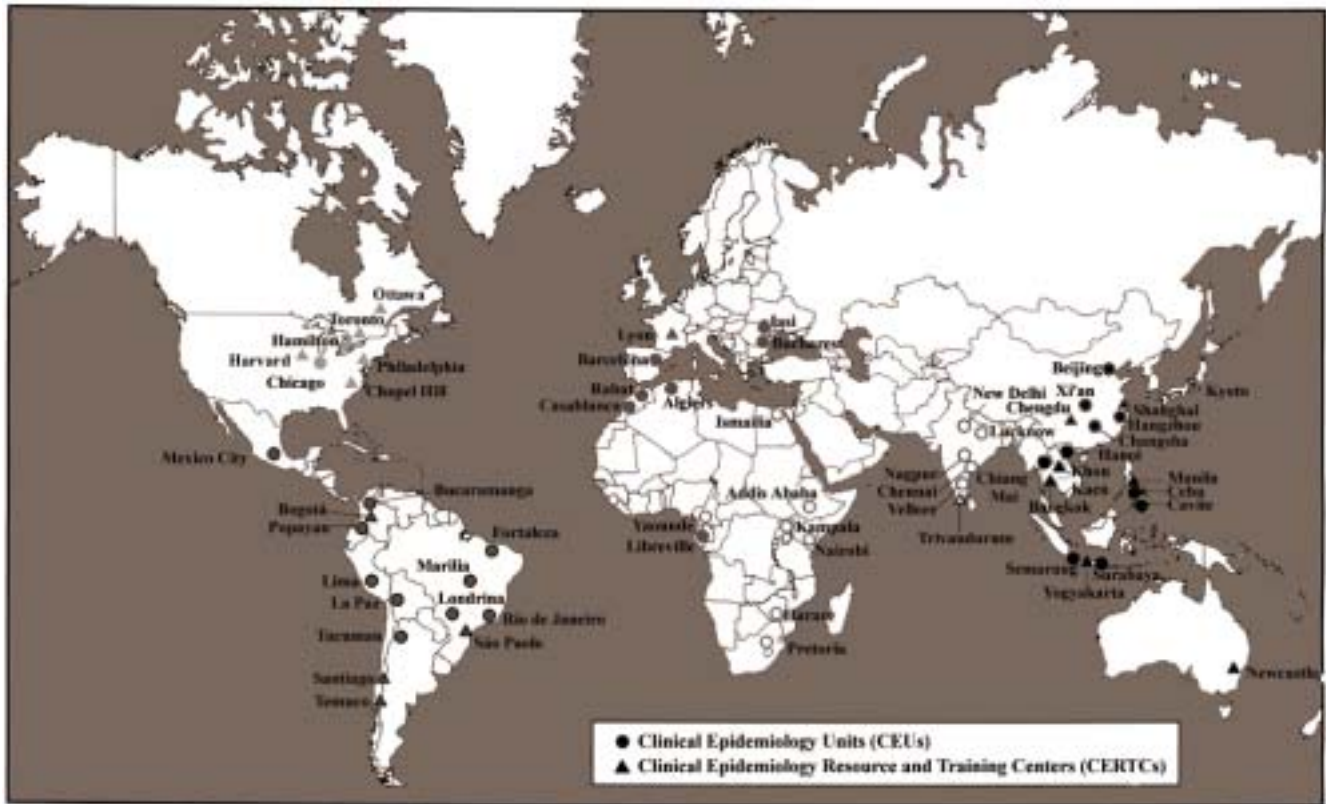 Ottawa
Toronto
Hamilton
Harvard
Philadelphia
Chicago
Chapel Hill
Mexico City
Bucaramanga
Bogotá
Popayan
Fortaleza
Marilia
Lima
Londrina
La Paz
Rio de Janeiro
Tucuman
São Paolo
Santiago
Temuco
Lyon
Iasi
Bucharest
Barcelona
Rabat
Algiers
Casablanca
Ismailia
Addis Ababa
Yaounde
Kampala
Libreville
Nairobi
Harare
Pretoria
Beijing
New Delhi
Xi'an
Kyoto
Chengdu
Shanghai
Lucknow
Hangzhou
Changsha
Hanoi
Nagpur
Khon
Kaen
Chiang
Mai
Manila
Chennai
Cebu
Vellore
Bangkok
Cavite
Trivandarum
Semarang
Surabaya
Yogyakarta
Newcastle
Clinical Epidemiology Units (CEUs)
Clinical Epidemiology Resource and Training Centers (CERTCs)